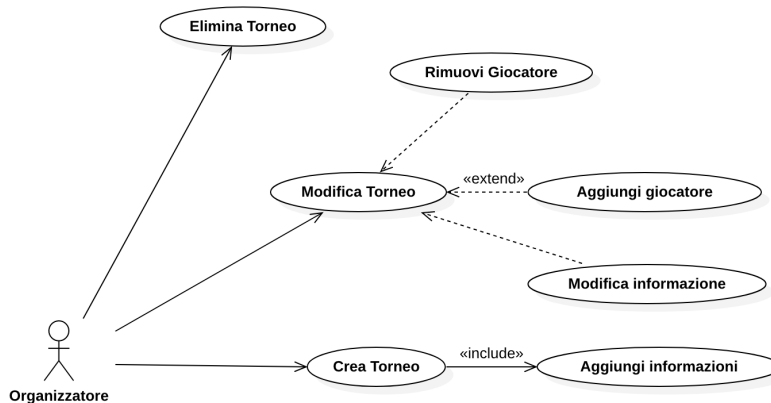 Elimina Torneo
Rimuovi Giocatore
Modifica Torneo
«extend»
Aggiungi giocatore
Modifica informazione
Organizzatore
Crea Torneo
«include»
Aggiungi informazioni